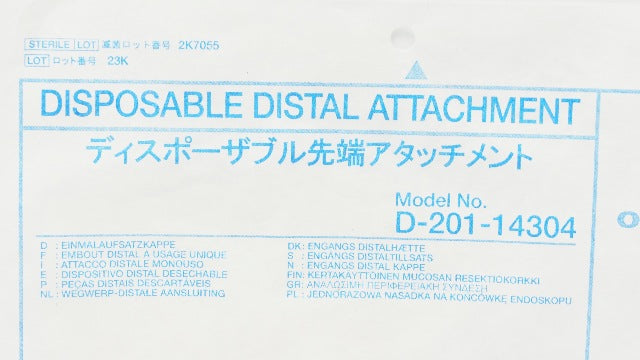 STERILE LOT 滅菌ロット番号 2K7055
LOT ロット番号 23K
DISPOSABLE DISTAL ATTACHMENT
ディスポーザブル先端アタッチメント
Model No.
D-201-14304
D : EINMALAUFSATZKAPPE
F : EMBOUT DISTAL A USAGE UNIQUE
I : ATTACCO DISTALE MONOUSO
E : DISPOSITIVO DISTAL DESECHABLE
P : PEÇAS DISTAIS DESCARTÁVEIS
NL : WEGWERP-DISTALE AANSLUITING
DK: ENGANGS DISTALHÆTTE
S : ENGÅNGS DISTALTILLSATS
N : ENGANGS DISTAL KAPPE
FIN: KERTAKÄYTTÖINEN MUCOSAN RESEKTIOKORKKI
GR: ΑΝΑΛΩΣΙΜΗ ΠΕΡΙΦΕΡΕΙΑΚΗ ΣΥΝΔΕΣΗ
PL : JEDNORAZOWA NASADKA NA KOŃCÓWKĘ ENDOSKOPU